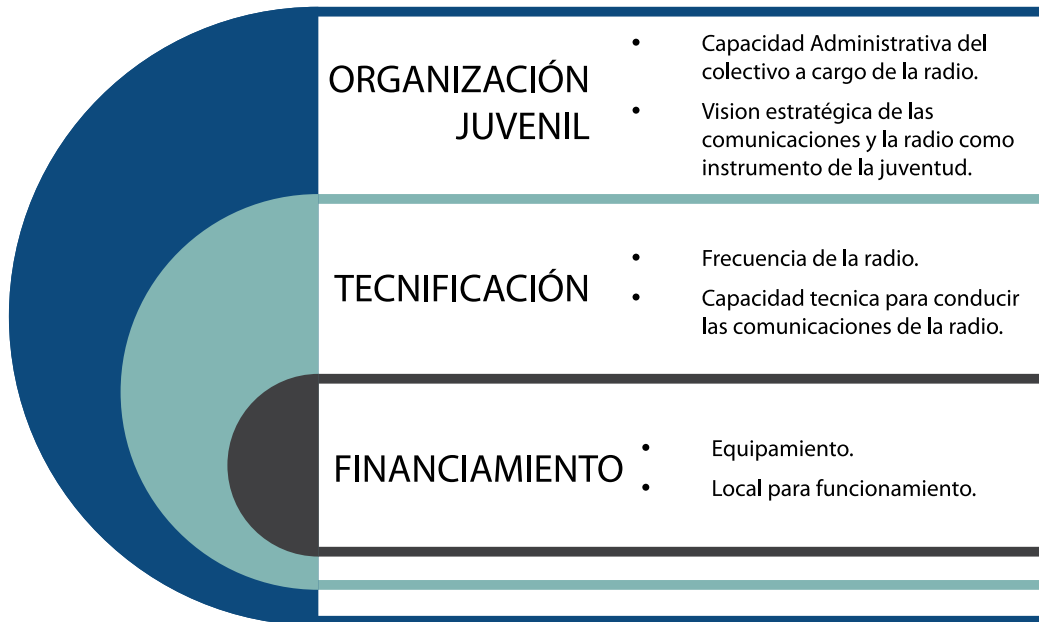 ORGANIZACIÓN
JUVENIL
• Capacidad Administrativa del
colectivo a cargo de la radio.
• Vision estratégica de las
comunicaciones y la radio como
instrumento de la juventud.
TECNIFICACIÓN
• Frecuencia de la radio.
• Capacidad tecnica para conducir
las comunicaciones de la radio.
FINANCIAMIENTO
• Equipamiento.
• Local para funcionamiento.